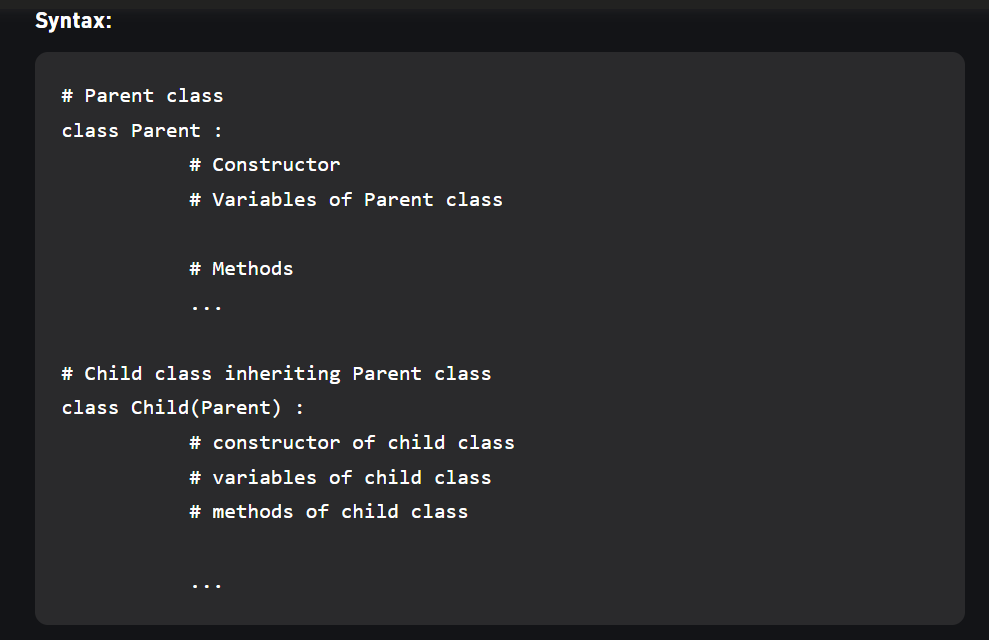 Syntax:
# Parent class
class Parent :
# Constructor
# Variables of Parent class
# Methods
...
# Child class inheriting Parent class
class Child(Parent) :
# constructor of child class
# variables of child class
# methods of child class
...